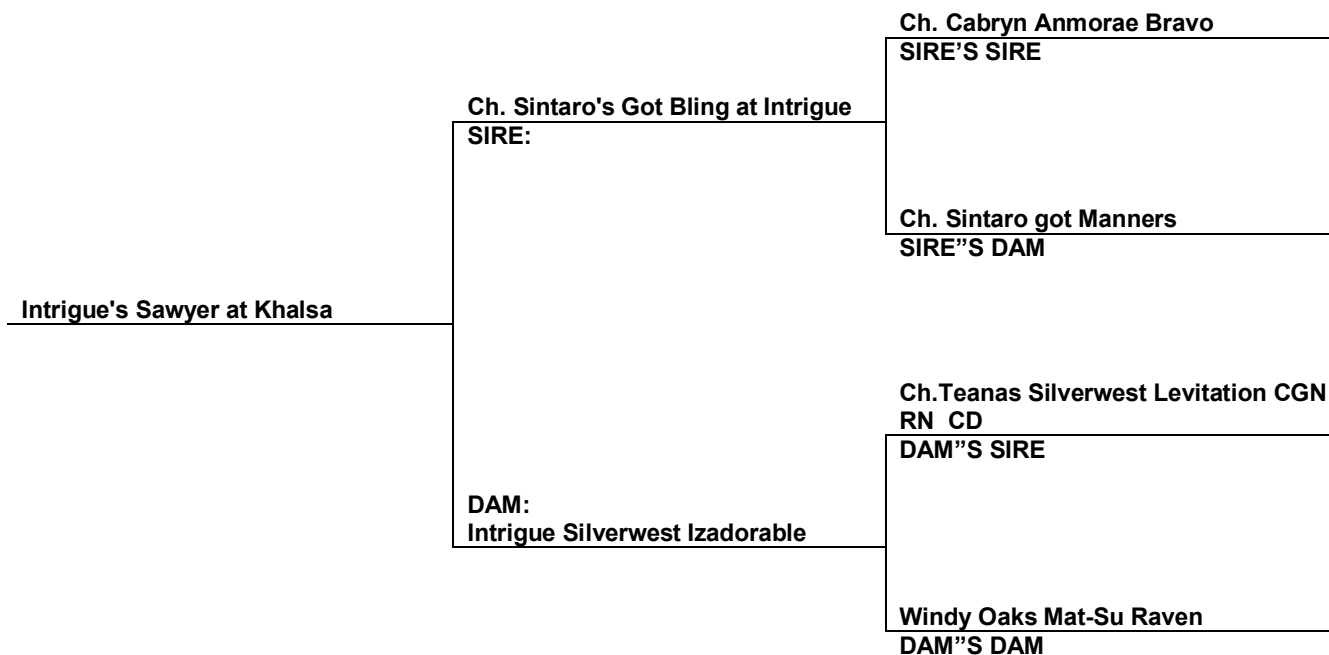 Ch. Cabryn Anmorae Bravo
SIRE'S SIRE
Ch. Sintaro's Got Bling at Intrigue
SIRE:
Ch. Sintaro got Manners
SIRE”S DAM
Intrigue's Sawyer at Khalsa
Ch.Teanas Silverwest Levitation CGN
RN CD
DAM”S SIRE
DAM:
Intrigue Silverwest Izadorable
Windy Oaks Mat-Su Raven
DAM”S DAM